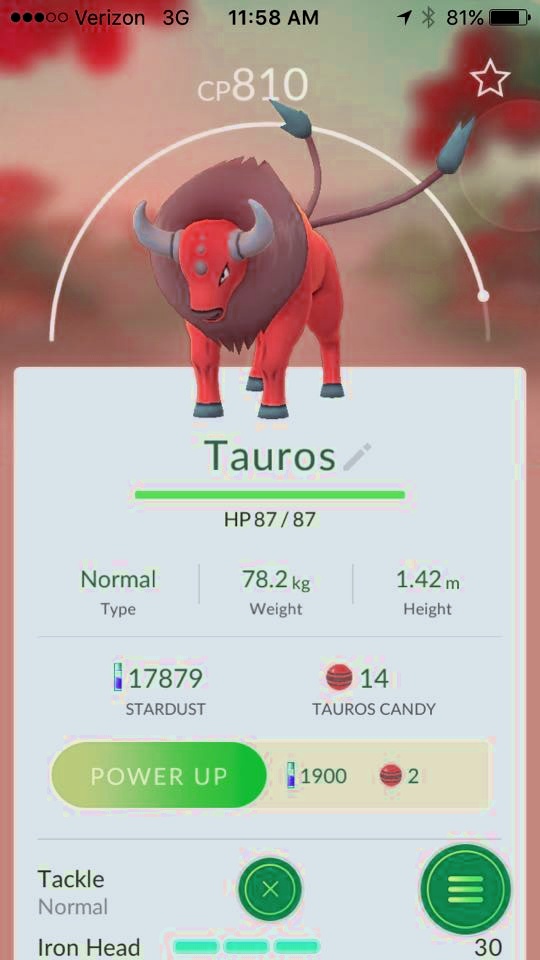 Verizon 3G 11:58 AM 81%
CP810
Tauros
HP 87 / 87
Normal 78.2 kg 1.42 m
Type Weight Height
17879 14
STARDUST TAUROS CANDY
POWER UP 1900 2
Tackle
Normal
Iron Head 30